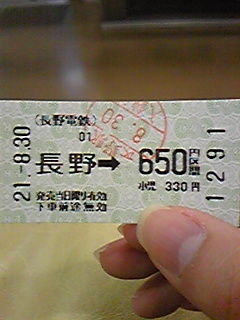 (長野電鉄)
01
長野➡650円区間
小児 330円
発売当日限り有効
下車前途無効
21-8.30
1291
8.30